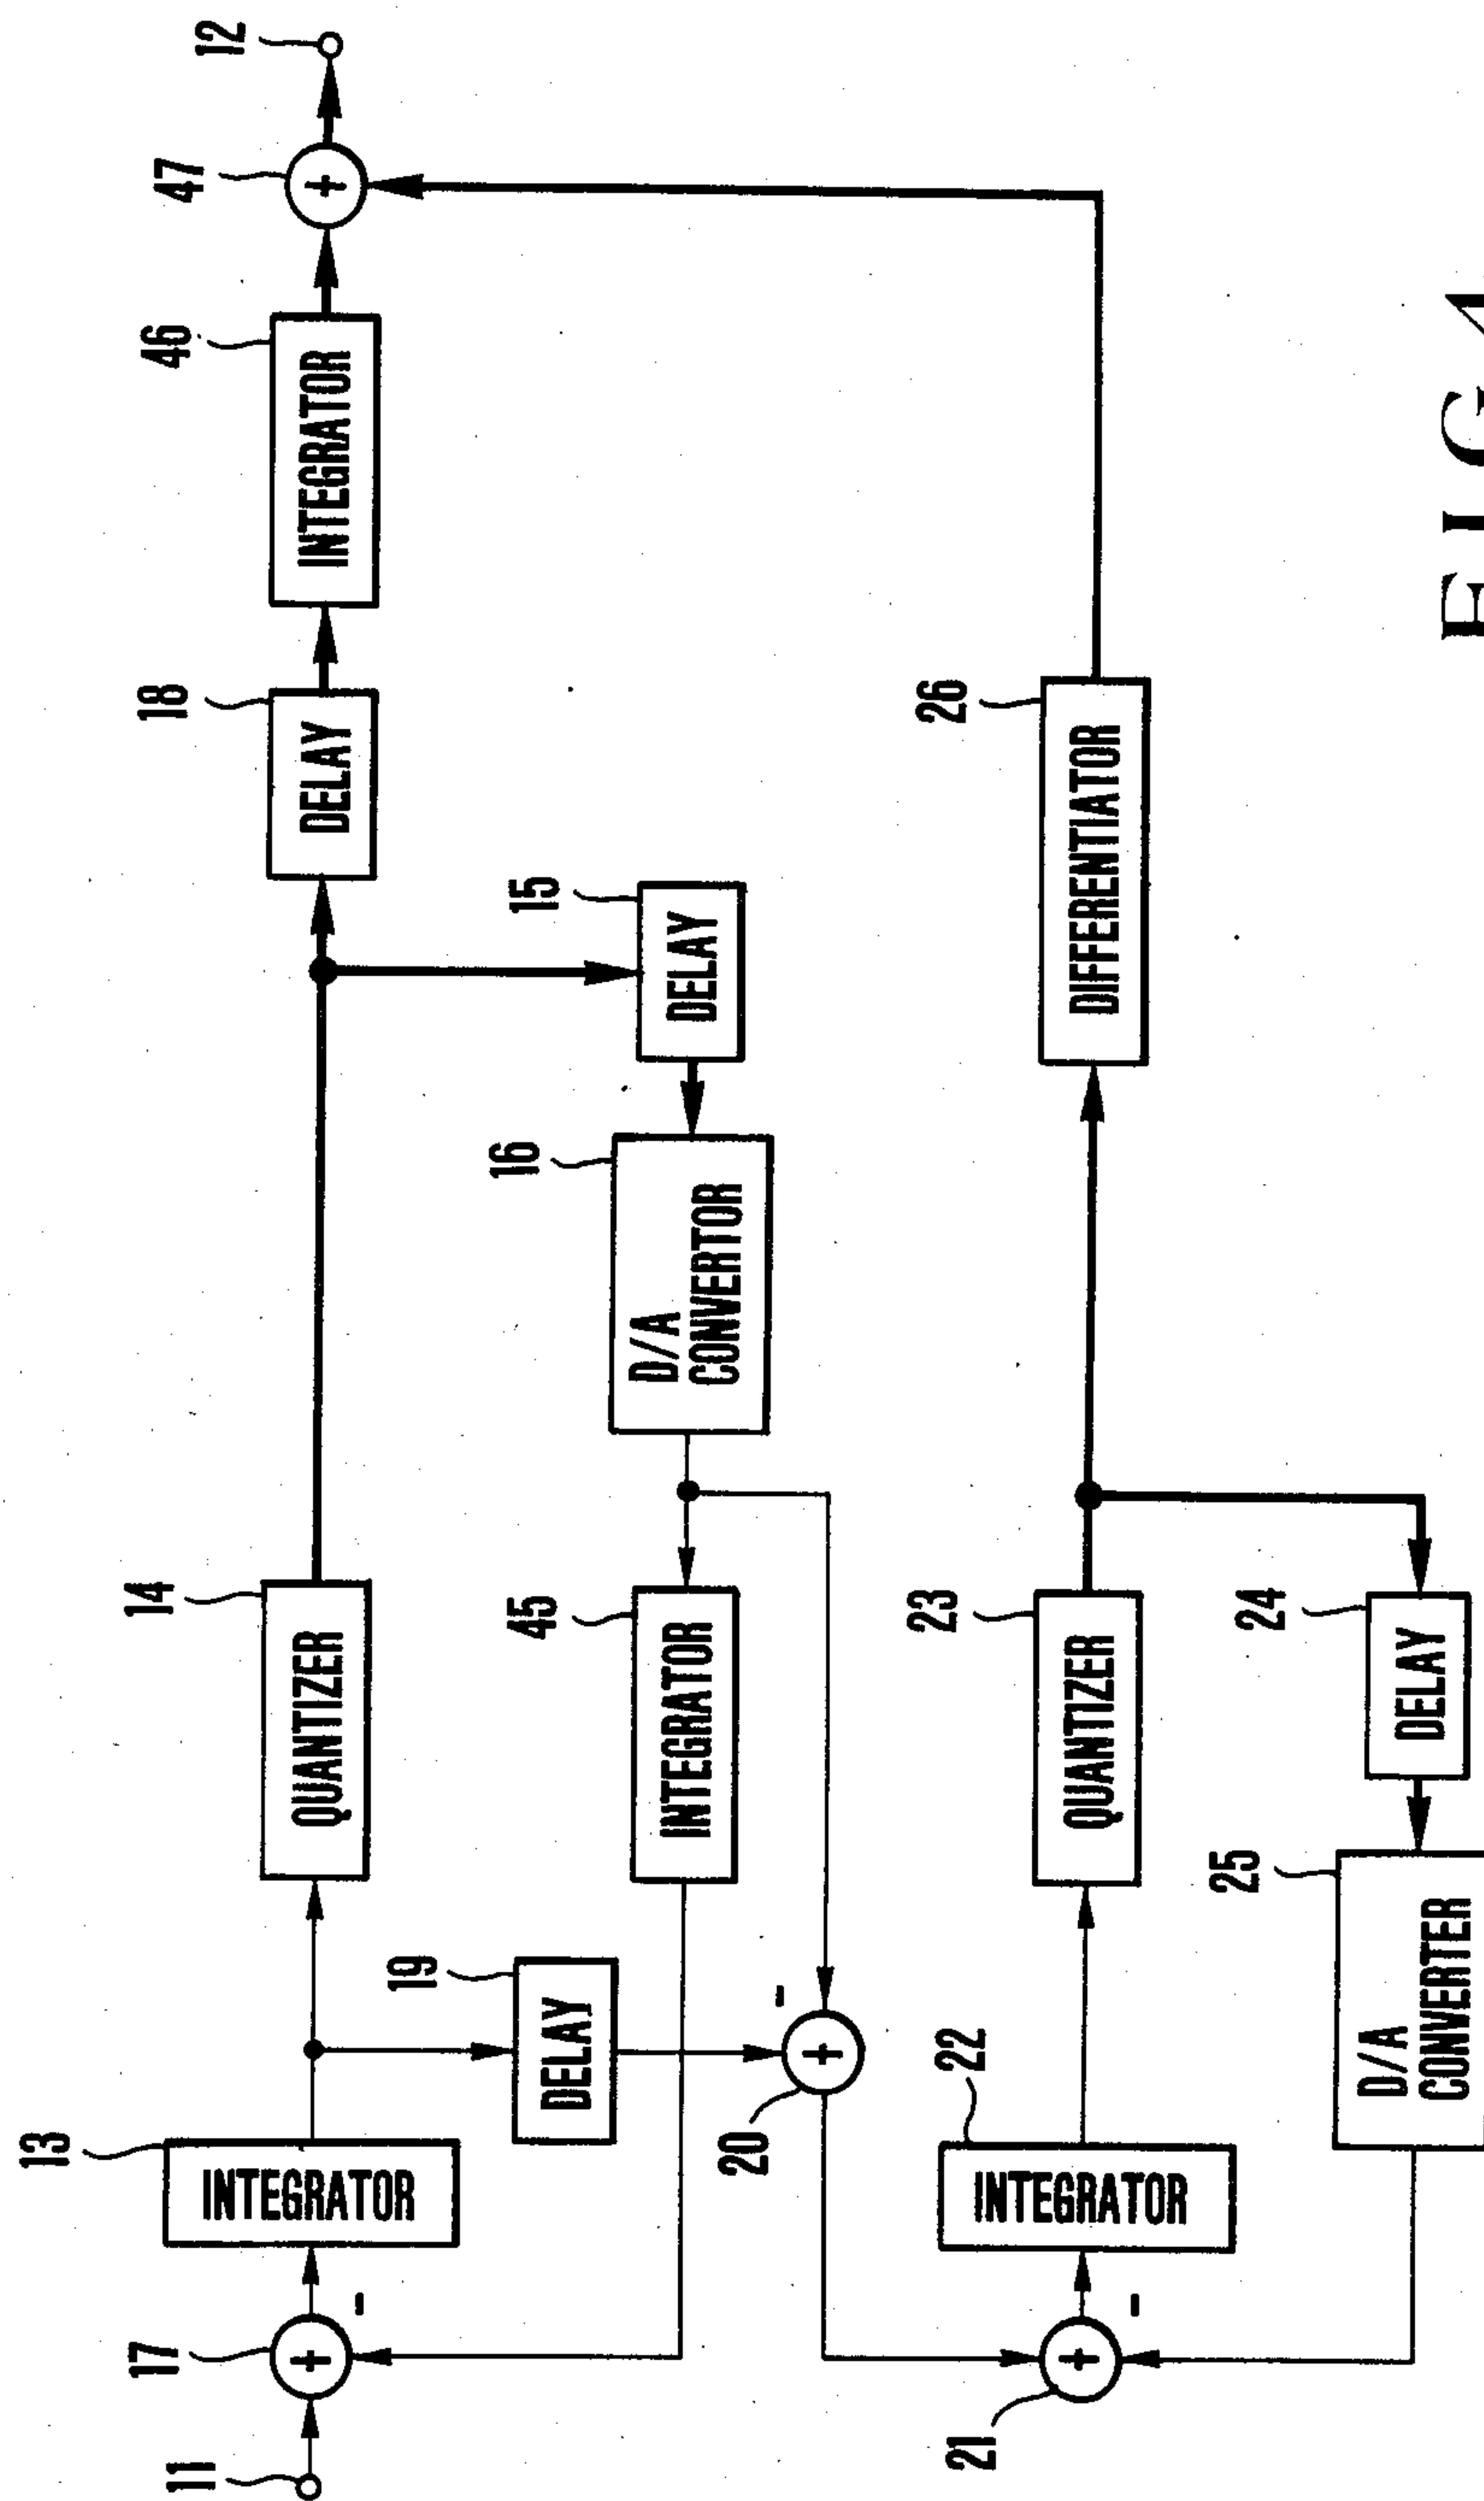 11
17
13
INTEGRATOR
14
QUANTIZER
18
DELAY
46
INTEGRATOR
47
12
+
+
-
19
DELAY
45
INTEGRATOR
16
D/A
CONVERTOR
15
DELAY
20
+
-
21
+
-
22
INTEGRATOR
23
QUANTIZER
26
DIFFERENTIATOR
25
D/A
CONWERTER
24
DELAY